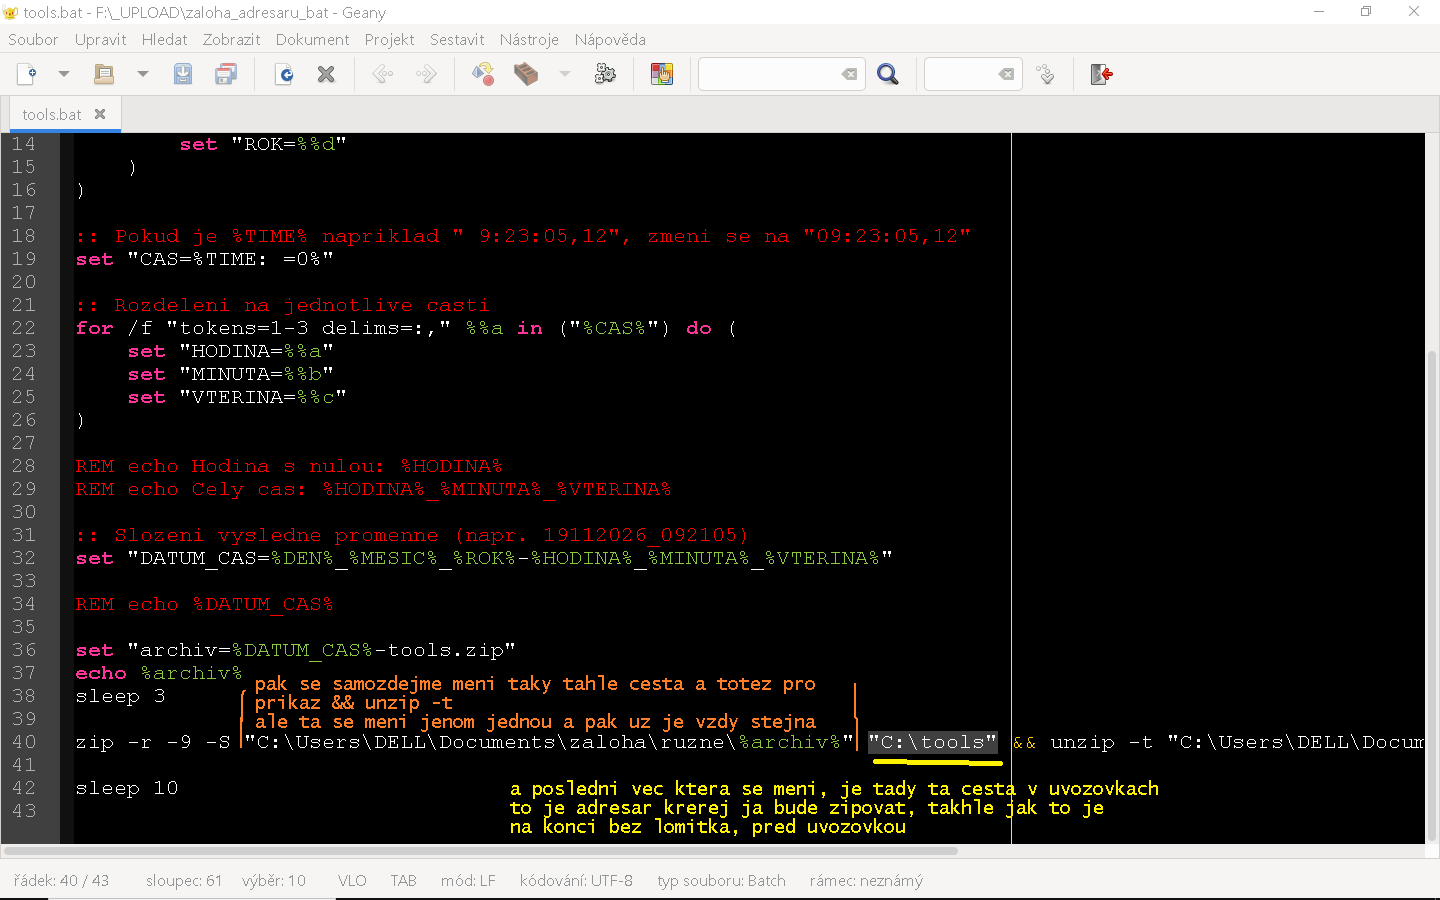 tools.bat - F:\_UPLOAD\zaloha_adresaru_bat - Geany
Soubor Upravit Hledat Zobrazit Dokument Projekt Sestavit Nástroje Nápověda
tools.bat
14 set "ROK=%%d"
15 )
16 )
17
18 :: Pokud je %TIME% napriklad " 9:23:05,12", zmeni se na "09:23:05,12"
19 set "CAS=%TIME: =0%"
20
21 :: Rozdeleni na jednotlive casti
22 for /f "tokens=1-3 delims=:," %%a in ("%CAS%") do (
23 set "HODINA=%%a"
24 set "MINUTA=%%b"
25 set "VTERINA=%%c"
26 )
27
28 REM echo Hodina s nulou: %HODINA%
29 REM echo Cely cas: %HODINA%_%MINUTA%_%VTERINA%
30
31 :: Slozeni vysledne promenne (napr. 19112026_092105)
32 set "DATUM_CAS=%DEN%_%MESIC%_%ROK%-%HODINA%_%MINUTA%_%VTERINA%"
33
34 REM echo %DATUM_CAS%
35
36 set "archiv=%DATUM_CAS%-tools.zip"
37 echo %archiv%
pak se samozdejme meni taky tahle cesta a totez pro
38 sleep 3
prikaz && unzip -t
39
ale ta se meni jenom jednou a pak uz je vzdy stejna
40 zip -r -9 -S "C:\Users\DELL\Documents\zaloha\ruzne\%archiv%" "C:\tools" && unzip -t "C:\Users\DELL\Docum
41
42 sleep 10
a posledni vec ktera se meni, je tady ta cesta v uvozovkach
43
to je adresar krerej ja bude zipovat, takhle jak to je
na konci bez lomitka, pred uvozovkou
řádek: 40 / 43 sloupec: 61 výběr: 10 VLO TAB mód: LF kódování: UTF-8 typ souboru: Batch rámec: neznámý